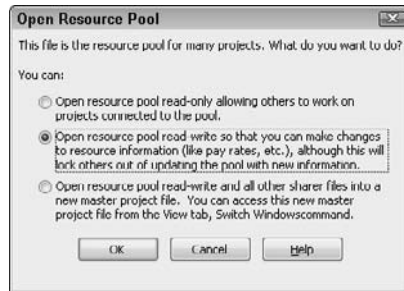 Open Resource Pool
This file is the resource pool for many projects. What do you want to do?
You can:
Open resource pool read-only allowing others to work on
projects connected to the pool.
Open resource pool read-write so that you can make changes
to resource information (like pay rates, etc.), although this will
lock others out of updating the pool with new information.
Open resource pool read-write and all other sharer files into a
new master project file. You can access this new master
project file from the View tab, Switch Windowscommand.
OK Cancel Help